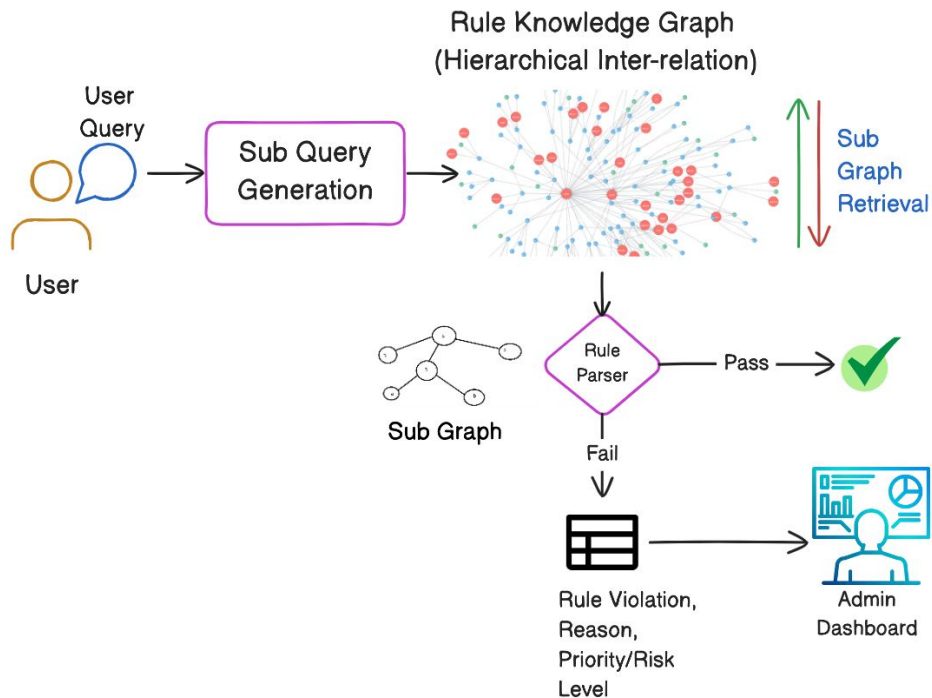 Rule Knowledge Graph
(Hierarchical Inter-relation)
User
Query
Sub Query
Generation
Sub
Graph
Retrieval
User
Rule
Parser
Pass
Sub Graph
Fail
Rule Violation,
Reason,
Priority/Risk
Level
Admin
Dashboard